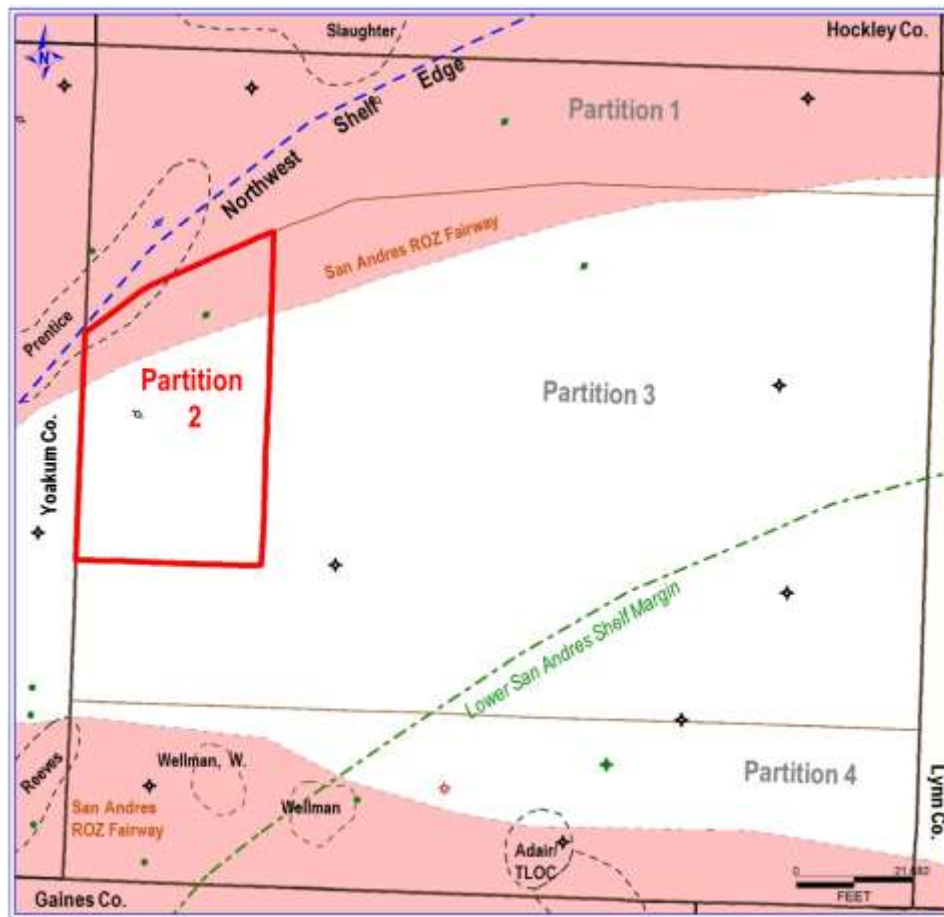 Slaughter
Hockley Co.
N
Edge
Shelf
Partition 1
Northwest
San Andres ROZ Fairway
Prentice
Partition
2
Partition 3
Yoakum Co.
Lower San Andres Shelf Margin
Wellman, W.
Reeves
Partition 4
Lynn Co.
San Andres
ROZ Fairway
Wellman
Adair/
TLOC
0
FEET
Gaines Co.